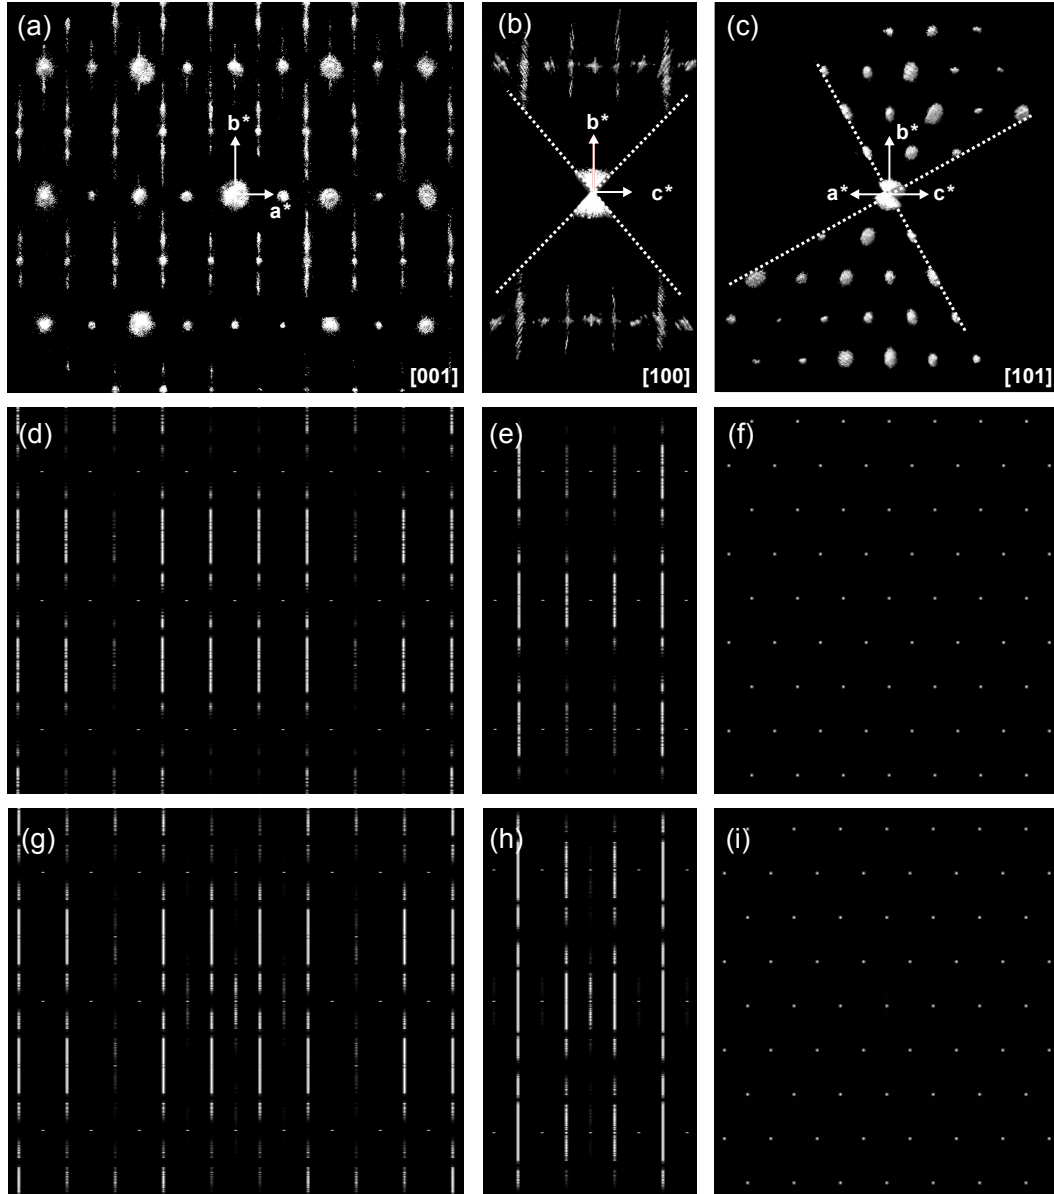 (a)
(b)
(c)
b*
a*
[001]
b*
c*
[100]
b*
a*
c*
[101]
(d)
(e)
(f)
(g)
(h)
(i)